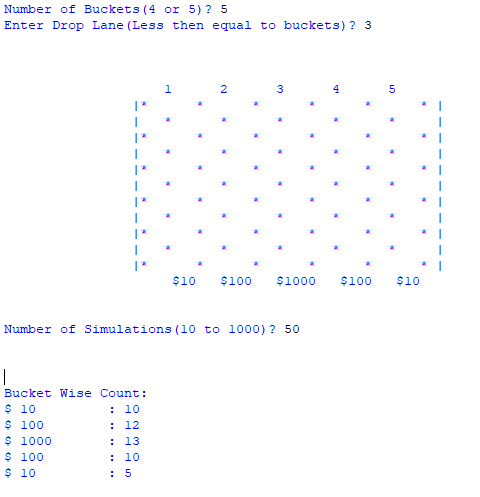 Number of Buckets(4 or 5)? 5
Enter Drop Lane(Less then equal to buckets)? 3
1 2 3 4 5
|* * * * * * |
| * * * * * |
|* * * * * * |
| * * * * * |
|* * * * * * |
| * * * * * |
|* * * * * * |
| * * * * * |
|* * * * * * |
| * * * * * |
|* * * * * * |
$10 $100 $1000 $100 $10
Number of Simulations(10 to 1000)? 50
Bucket Wise Count:
$ 10 : 10
$ 100 : 12
$ 1000 : 13
$ 100 : 10
$ 10 : 5